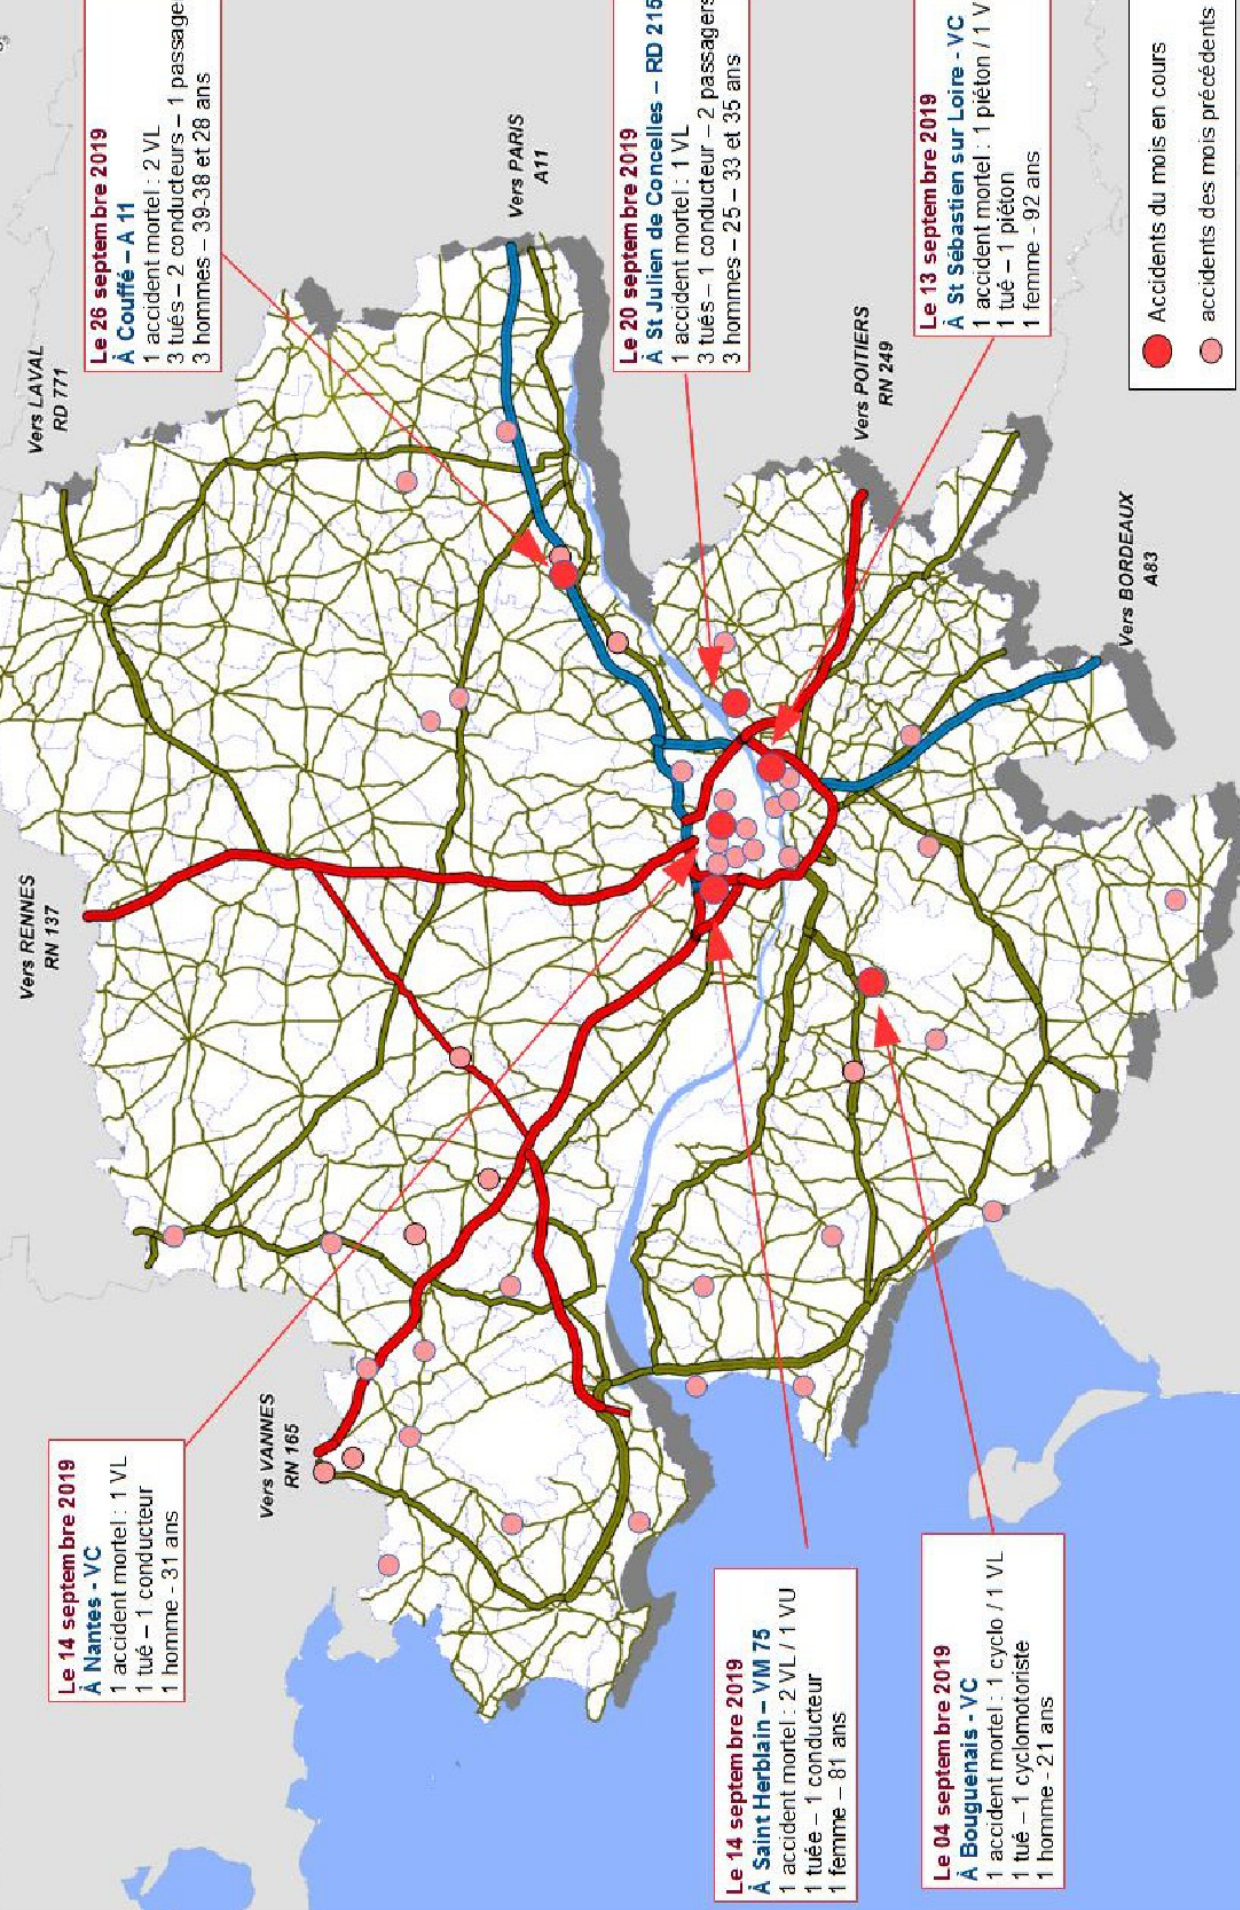 Vers RENNES
RN 137
Vers LAVAL
RD 771
Le 14 septembre 2019
À Nantes - VC
1 accident mortel : 1 VL
1 tué – 1 conducteur
1 homme - 31 ans
Le 26 septembre 2019
À Couffé – A 11
1 accident mortel : 2 VL
3 tués – 2 conducteurs – 1 passage
3 hommes – 39-38 et 28 ans
Vers VANNES
RN 165
Vers PARIS
A11
Le 20 septembre 2019
À St Julien de Concelles – RD 215
1 accident mortel : 1 VL
3 tués – 1 conducteur – 2 passagers
3 hommes – 25 – 33 et 35 ans
Le 14 septembre 2019
À Saint Herblain – VM 75
1 accident mortel : 2 VL / 1 VU
1 tuée – 1 conducteur
1 femme – 81 ans
Vers POITIERS
RN 249
Le 04 septembre 2019
À Bouguenais - VC
1 accident mortel : 1 cyclo / 1 VL
1 tué – 1 cyclomotoriste
1 homme - 21 ans
Le 13 septembre 2019
À St Sébastien sur Loire - VC
1 accident mortel : 1 piéton / 1 V
1 tué – 1 piéton
1 femme - 92 ans
Vers BORDEAUX
A83
Accidents du mois en cours
accidents des mois précédents